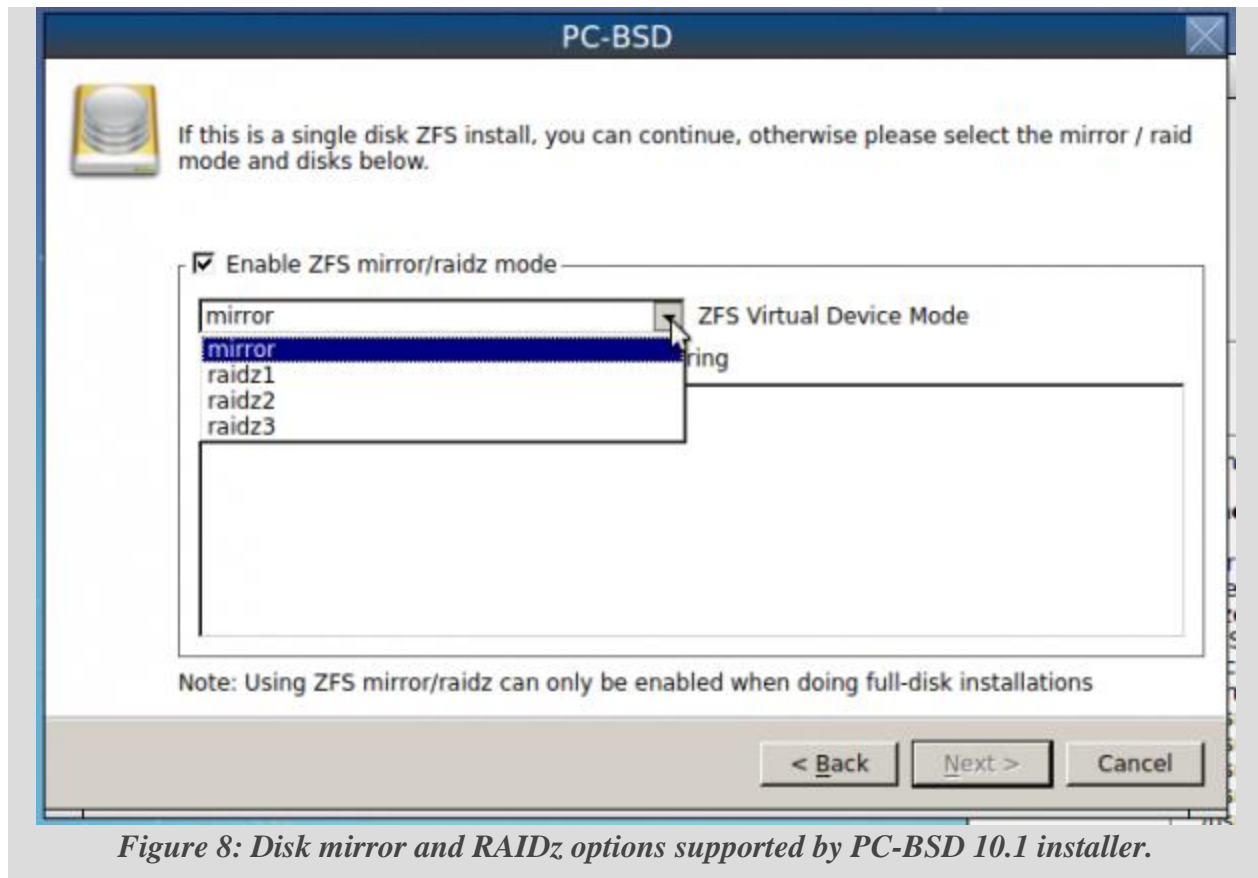 PC-BSD
If this is a single disk ZFS install, you can continue, otherwise please select the mirror / raid
mode and disks below.
Enable ZFS mirror/raidz mode
mirror
ZFS Virtual Device Mode
mirror
raidz1
raidz2
raidz3
Note: Using ZFS mirror/raidz can only be enabled when doing full-disk installations
< Back
Next >
Cancel
Figure 8: Disk mirror and RAIDz options supported by PC-BSD 10.1 installer.